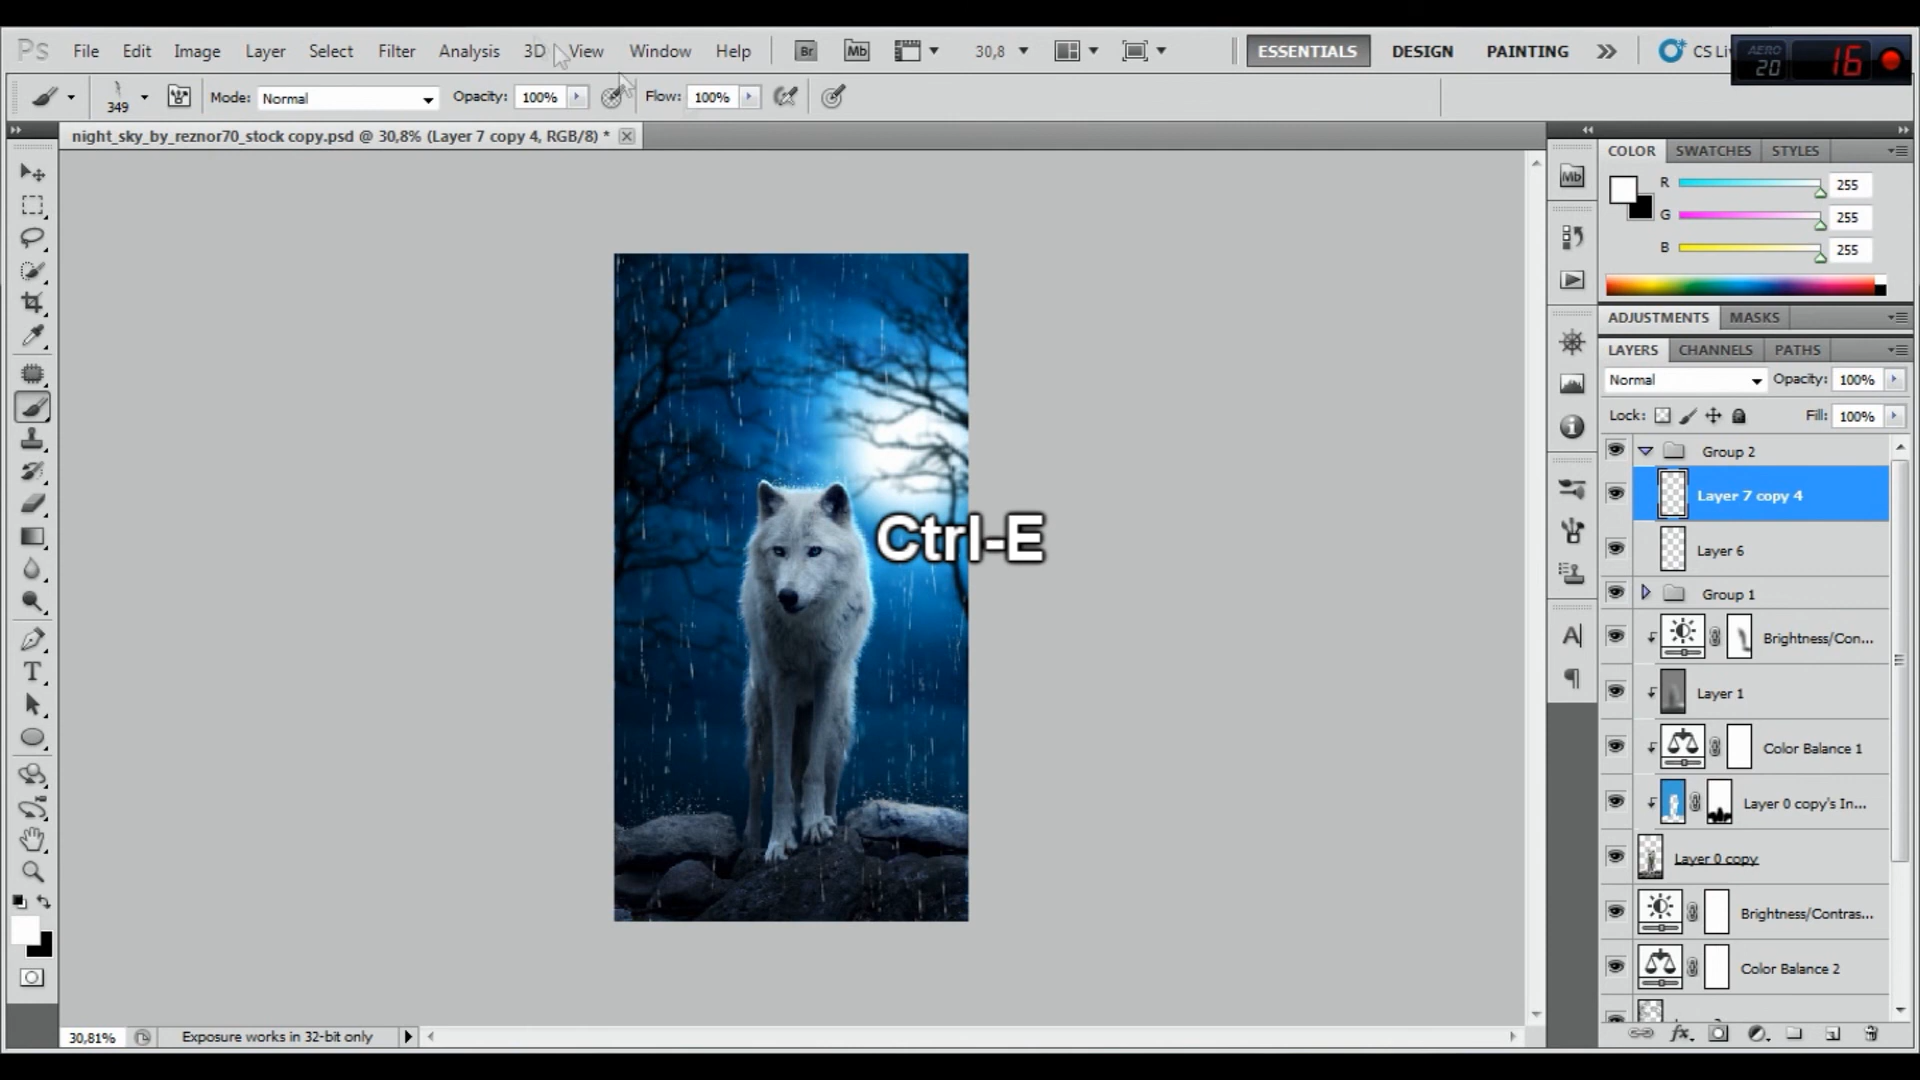 Ps File Edit Image Layer Select Filter Analysis 3D View Window Help Br Mb 30,8 ESSENTIALS DESIGN PAINTING CS Li
AERO 20 16
349 Mode: Normal Opacity: 100% Flow: 100%
night_sky_by_reznor70_stock copy.psd @ 30,8% (Layer 7 copy 4, RGB/8) *
COLOR SWATCHES STYLES
Mb
R 255
G 255
B 255
ADJUSTMENTS MASKS
LAYERS CHANNELS PATHS
Normal Opacity: 100%
Lock: Fill: 100%
Group 2
Layer 7 copy 4
Ctrl-E
Layer 6
Group 1
Brightness/Con...
Layer 1
Color Balance 1
Layer 0 copy's In...
Layer 0 copy
Brightness/Contras...
Color Balance 2
30,81% Exposure works in 32-bit only